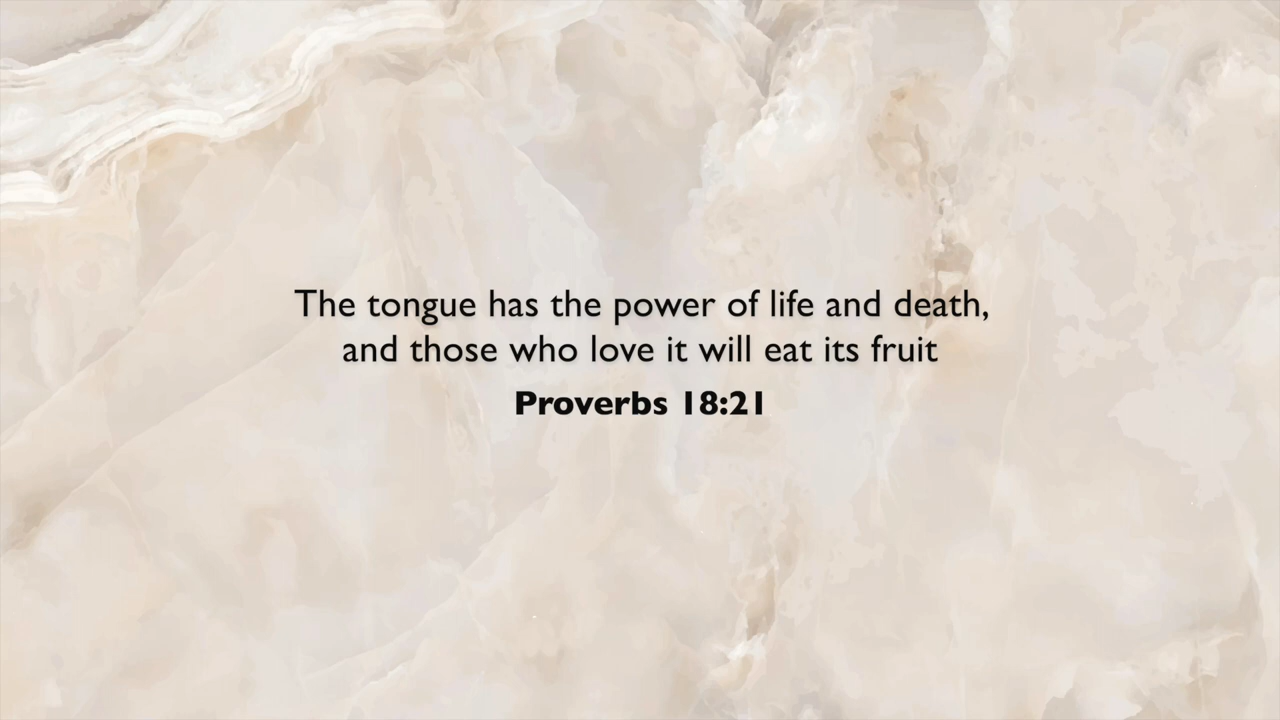 The tongue has the power of life and death,
and those who love it will eat its fruit
Proverbs 18:21